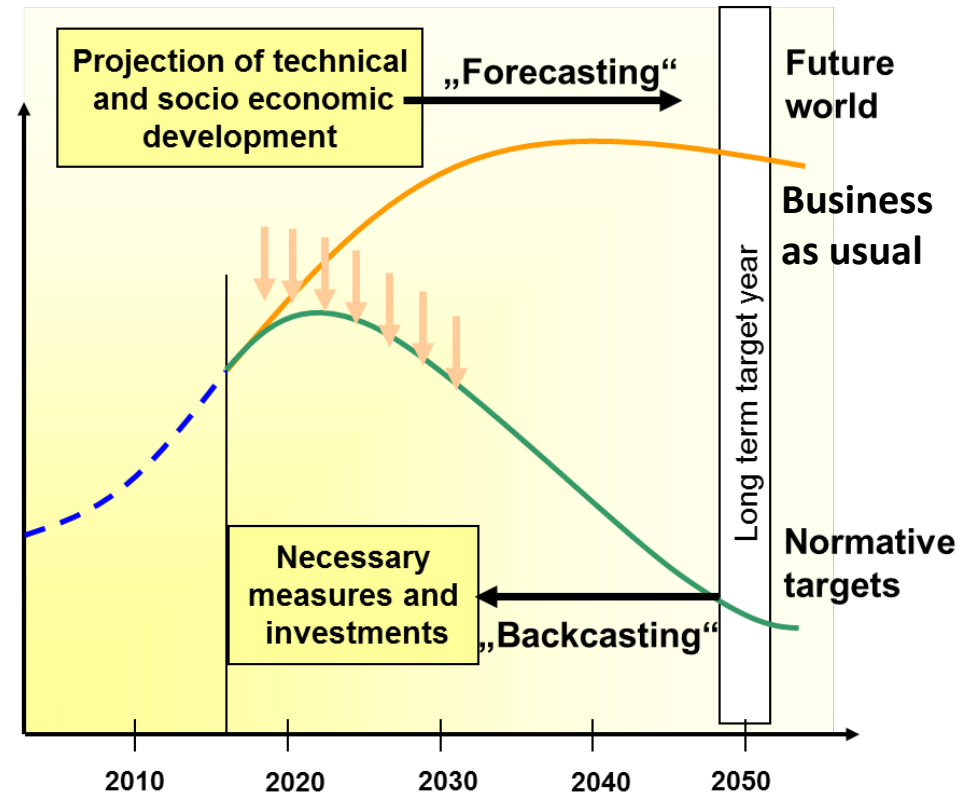 Projection of technical
and socio economic
development
„Forecasting“
Future
world
Business
as usual
Long term target year
Necessary
measures and
investments
„Backcasting“
Normative
targets
2010
2020
2030
2040
2050